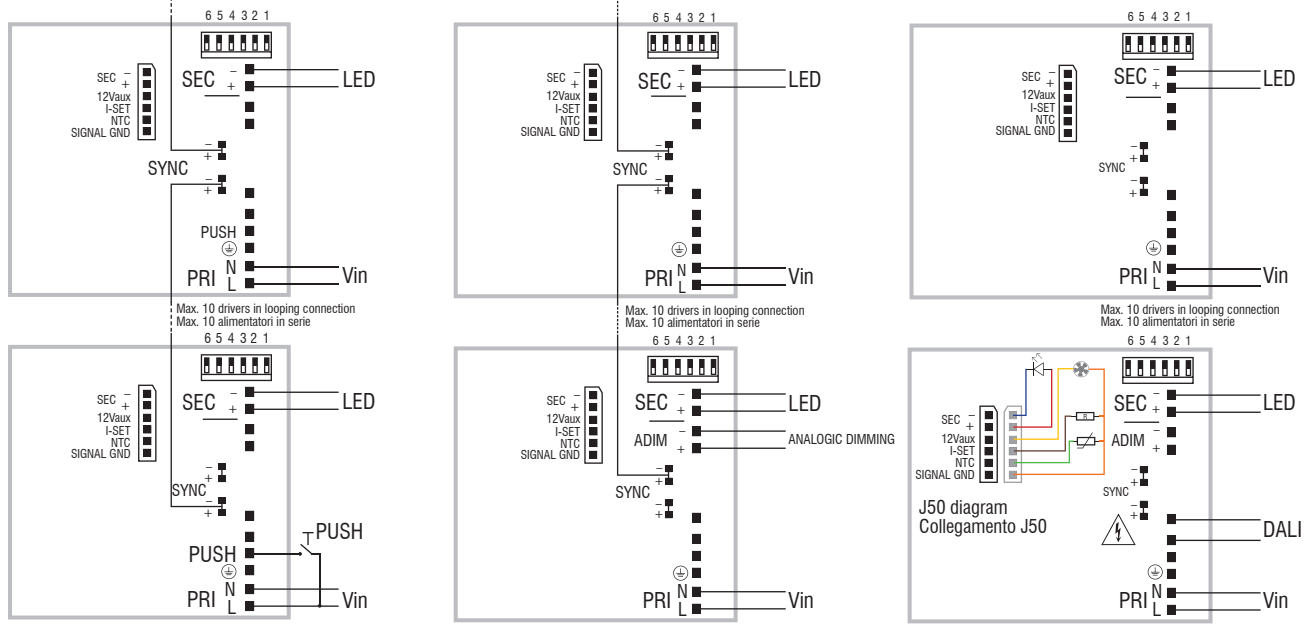 6 5 4 3 2 1
SEC
−
+
LED
SEC −
+
12Vaux
I-SET
NTC
SIGNAL GND
−
+
SYNC
−
+
PUSH
N
PRI
L
Vin
Max. 10 drivers in looping connection
Max. 10 alimentatori in serie
6 5 4 3 2 1
SEC
−
+
LED
SEC −
+
12Vaux
I-SET
NTC
SIGNAL GND
−
+
SYNC
−
+
N
PRI
L
Vin
Max. 10 drivers in looping connection
Max. 10 alimentatori in serie
6 5 4 3 2 1
SEC
−
+
LED
SEC −
+
12Vaux
I-SET
NTC
SIGNAL GND
−
+
SYNC
−
+
N
PRI
L
Vin
Max. 10 drivers in looping connection
Max. 10 alimentatori in serie
6 5 4 3 2 1
SEC
−
+
LED
SEC −
+
12Vaux
I-SET
NTC
SIGNAL GND
−
+
SYNC
−
+
PUSH
PUSH
N
PRI
L
Vin
6 5 4 3 2 1
SEC
−
+
LED
SEC −
+
12Vaux
I-SET
NTC
SIGNAL GND
ADIM
−
+
ANALOGIC DIMMING
−
+
SYNC
−
+
N
PRI
L
Vin
6 5 4 3 2 1
SEC
−
+
LED
SEC −
+
12Vaux
I-SET
NTC
SIGNAL GND
R
ADIM
−
+
−
+
SYNC
−
+
J50 diagram
Collegamento J50
DALI
N
PRI
L
Vin